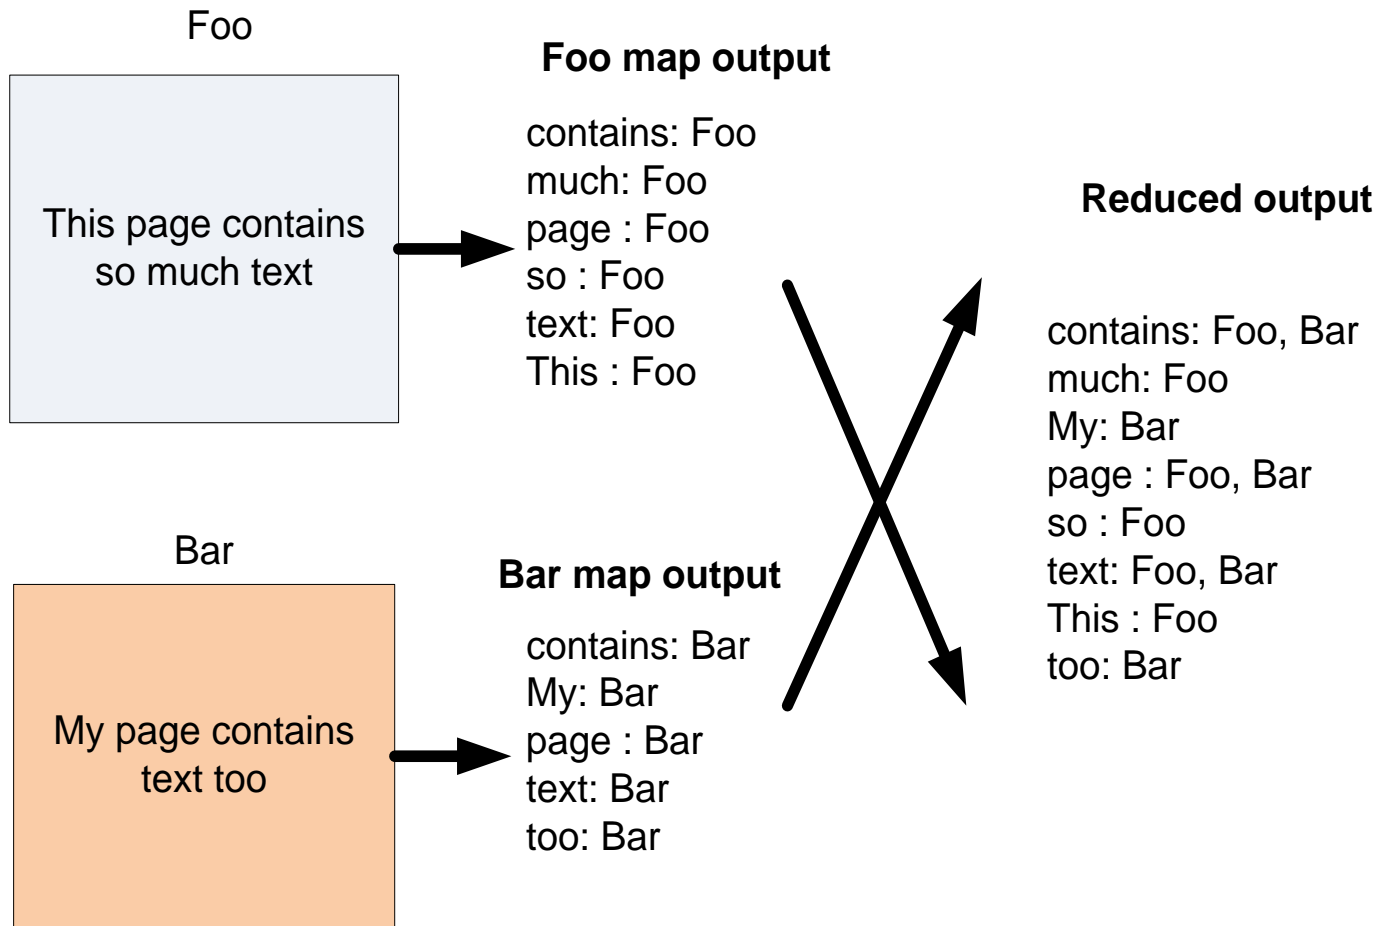 Foo
This page contains
so much text
Foo map output
contains: Foo
much: Foo
page : Foo
so : Foo
text: Foo
This : Foo
Bar
My page contains
text too
Bar map output
contains: Bar
My: Bar
page : Bar
text: Bar
too: Bar
Reduced output
contains: Foo, Bar
much: Foo
My: Bar
page : Foo, Bar
so : Foo
text: Foo, Bar
This : Foo
too: Bar